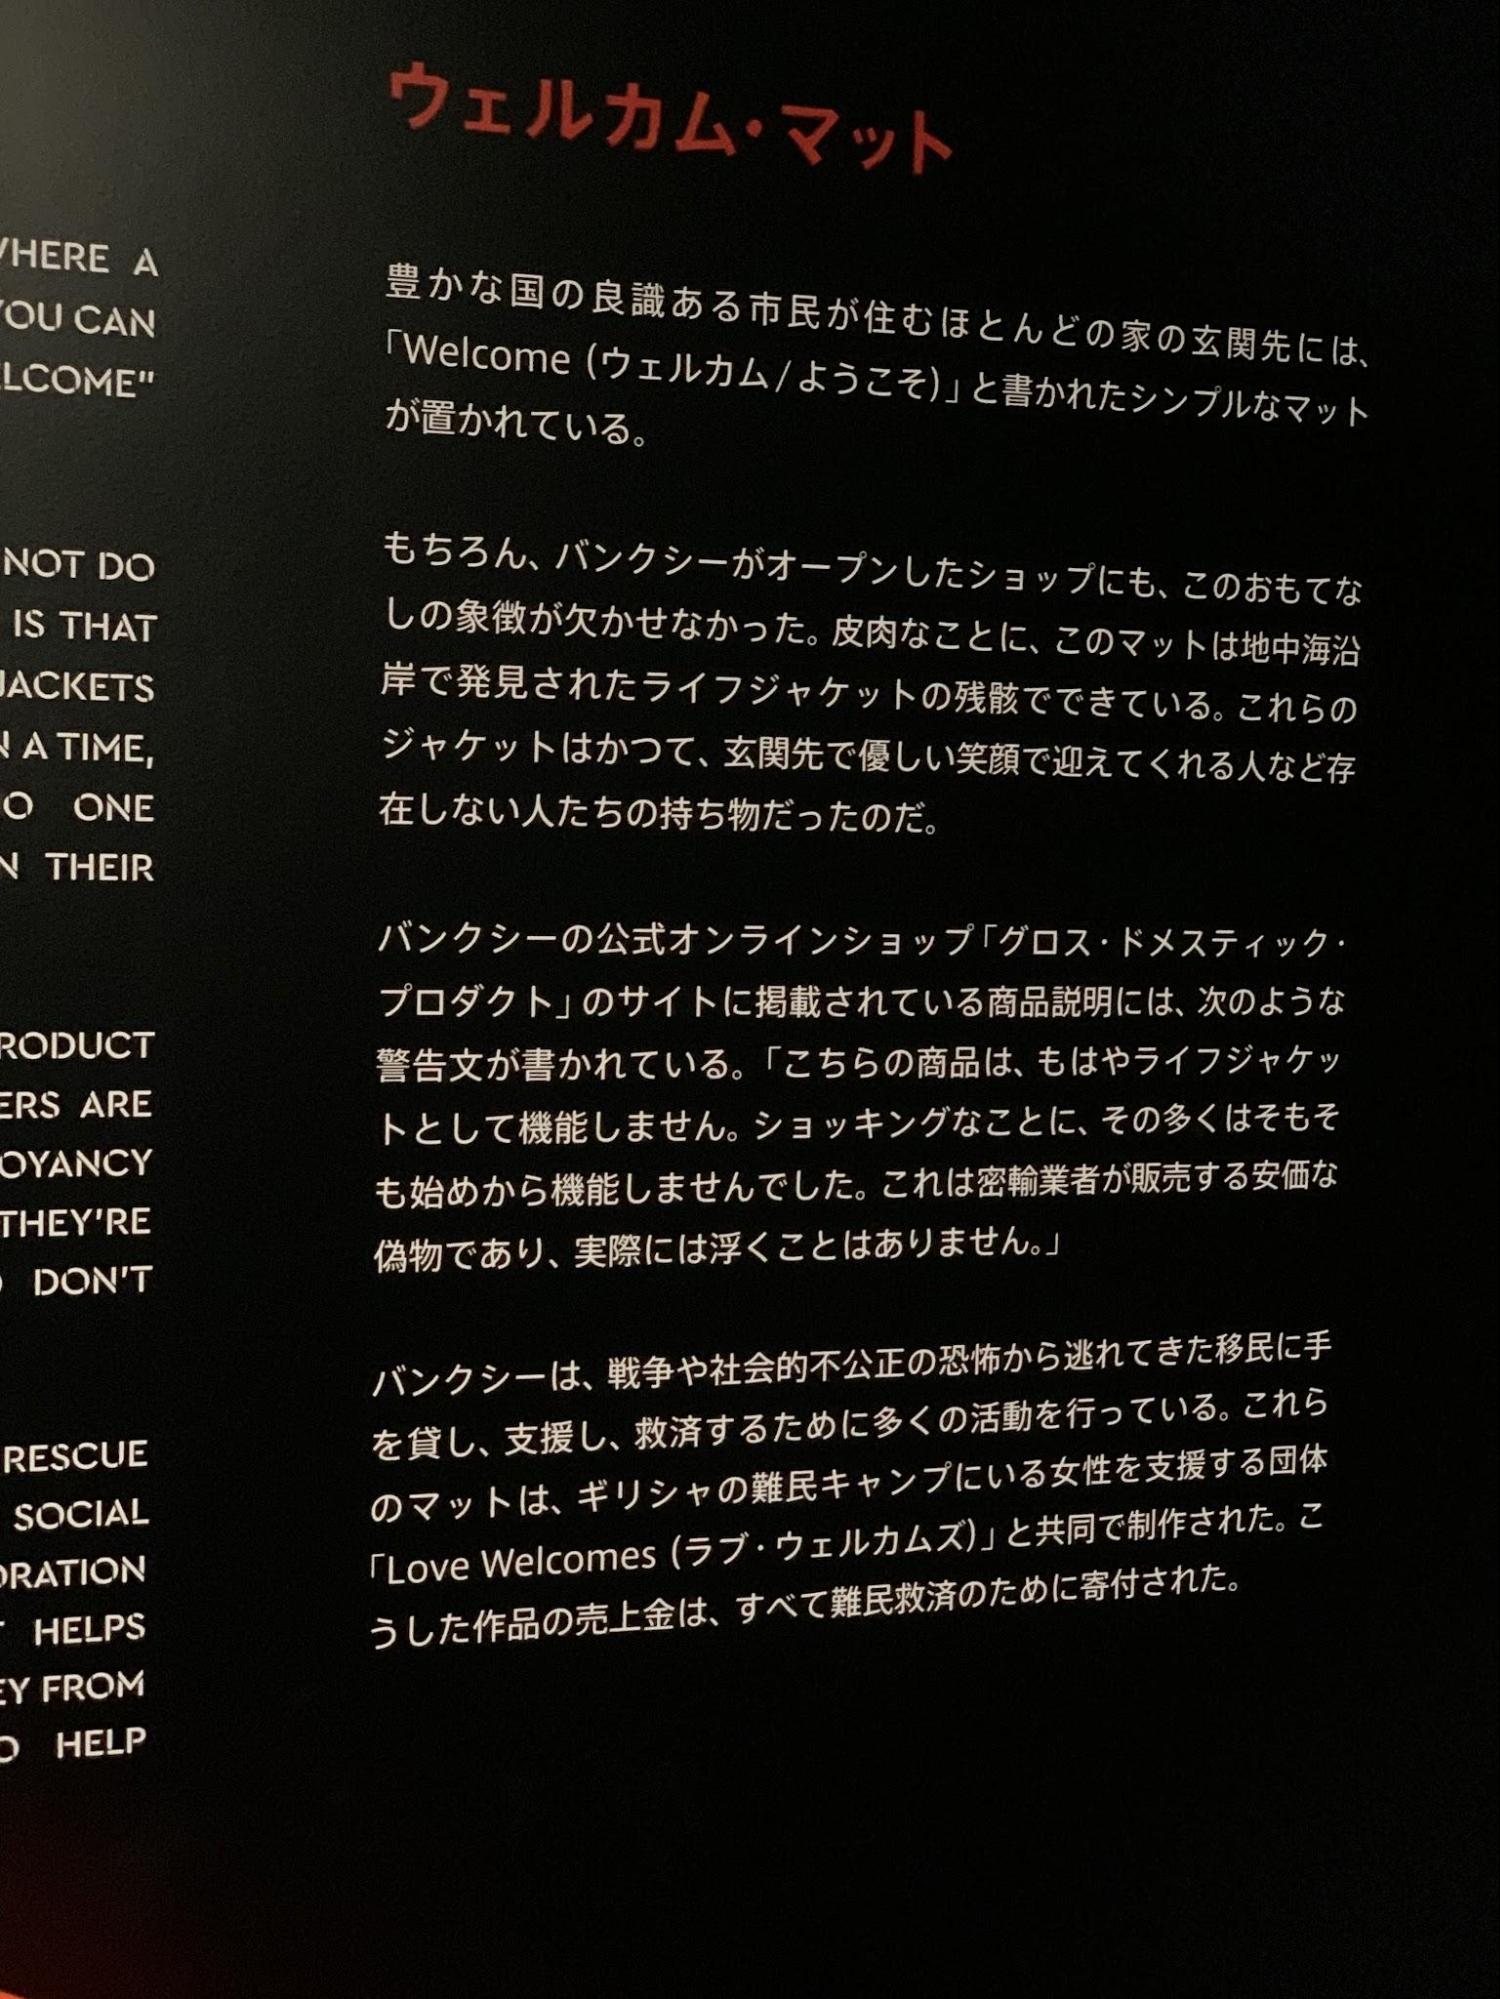 WHERE A
YOU CAN
NOT DO
IS THAT
JACKETS
A TIME,
ONE
THEIR
ARE
THEY'RE
DON'T
RESCUE
SOCIAL
HELPS
FROM
HELP
ウェルカム・マット
豊かな国の良識ある市民が住むほとんどの家の玄関先には、
「Welcome (ウェルカム/ようこそ)」と書かれたシンプルなマット
が置かれている。
もちろん、バンクシーがオープンしたショップにも、このおもてな
しの象徴が欠かせなかった。皮肉なことに、このマットは地中海沿
岸で発見されたライフジャケットの残骸でできている。これらの
ジャケットはかつて、玄関先で優しい笑顔で迎えてくれる人など存
在しない人たちの持ち物だったのだ。
バンクシーの公式オンラインショップ「グロス・ドメスティック・
プロダクト」のサイトに掲載されている商品説明には、次のような
警告文が書かれている。「こちらの商品は、もはやライフジャケッ
トとして機能しません。ショッキングなことに、その多くはそもそ
も始めから機能しませんでした。これは密輸業者が販売する安価な
偽物であり、実際には浮くことはありません。」
バンクシーは、戦争や社会的不公正の恐怖から逃れてきた移民に手
を貸し、支援し、救済するために多くの活動を行っている。これら
のマットは、ギリシャの難民キャンプにいる女性を支援する団体
「Love Welcomes (ラブ・ウェルカムズ)」と共同で制作された。こ
うした作品の売上金は、すべて難民救済のために寄付された。